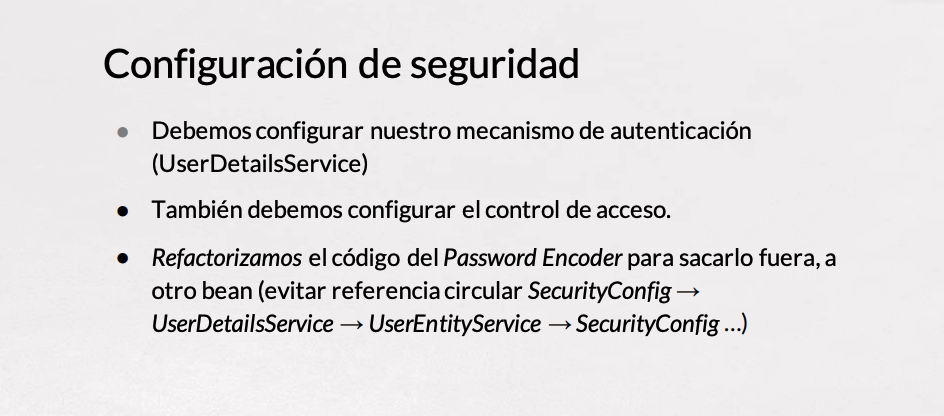 Configuración de seguridad
● Debemos configurar nuestro mecanismo de autenticación
(UserDetailsService)
● También debemos configurar el control de acceso.
● Refactorizamos el código del Password Encoder para sacarlo fuera, a
otro bean (evitar referencia circular SecurityConfig →
UserDetailsService → UserEntityService → SecurityConfig …)